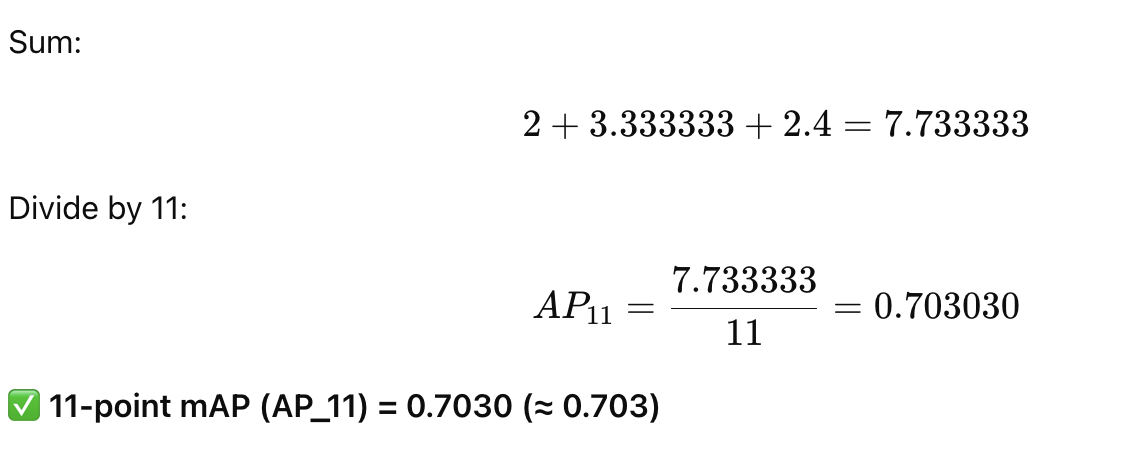 Sum:
2 + 3.333333 + 2.4 = 7.733333
Divide by 11:
AP₁₁ = 7.733333 / 11 = 0.703030
✅ 11-point mAP (AP_11) = 0.7030 (≈ 0.703)